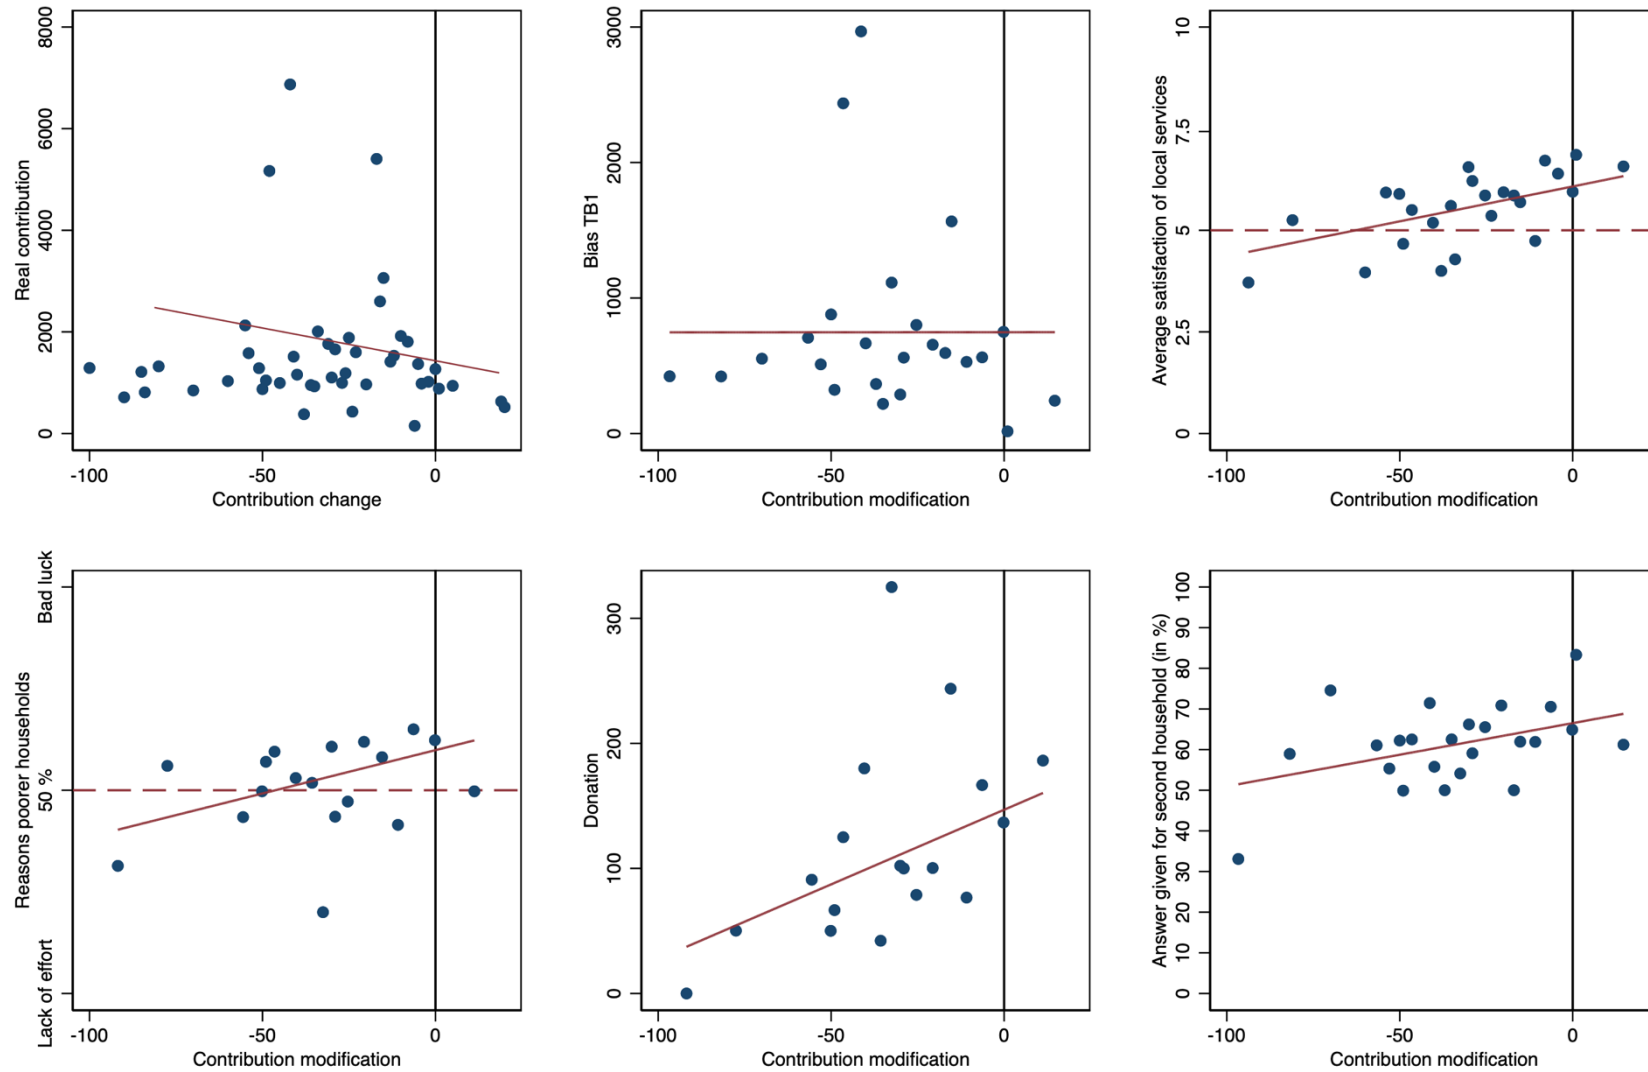 Real contribution
8000
6000
4000
2000
0
-100 -50 0
Contribution change
Bias TB1
3000
2000
1000
0
-100 -50 0
Contribution modification
Average satisfaction of local services
10
7.5
5
2.5
0
-100 -50 0
Contribution modification
Reasons poorer households
Bad luck
50 %
Lack of effort
-100 -50 0
Contribution modification
Donation
300
200
100
0
-100 -50 0
Contribution modification
Answer given for second household (in %)
100
90
80
70
60
50
40
30
20
10
0
-100 -50 0
Contribution modification